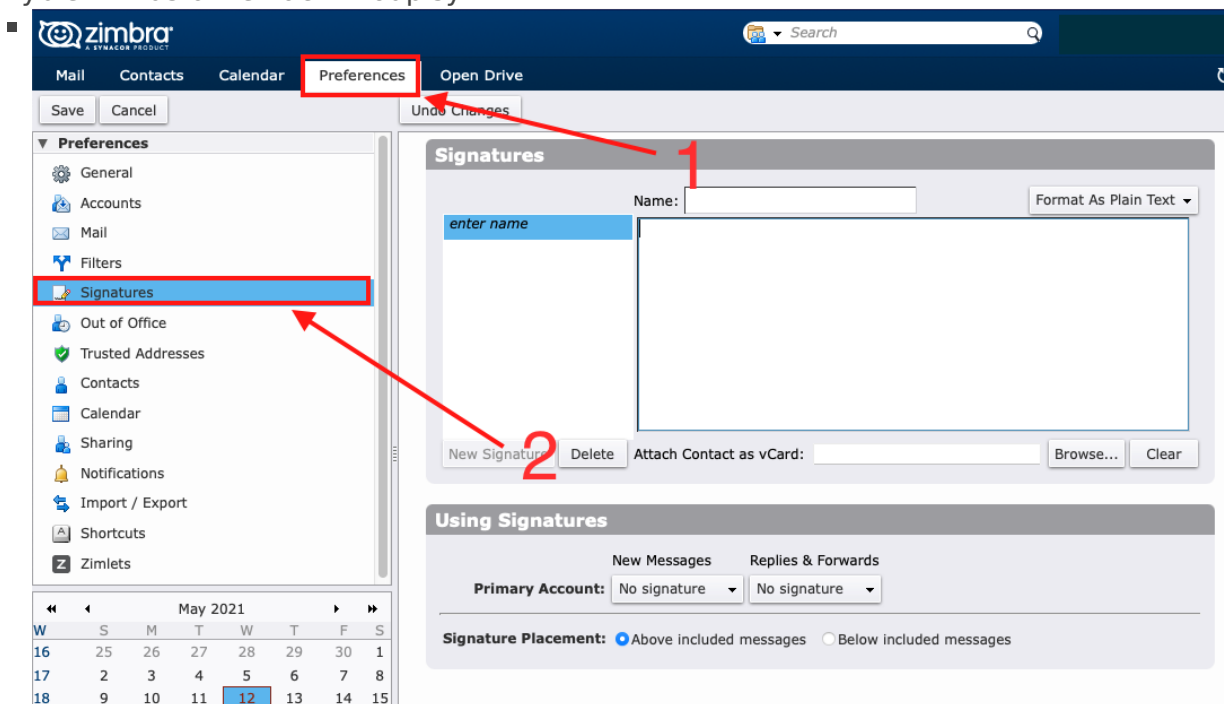 zimbra
A SYNACOR PRODUCT
Search
Mail Contacts Calendar Preferences Open Drive
Save Cancel Undo Changes
Preferences
General
Accounts
Mail
Filters
Signatures
Out of Office
Trusted Addresses
Contacts
Calendar
Sharing
Notifications
Import / Export
Shortcuts
Zimlets
May 2021
W S M T W T F S
16 25 26 27 28 29 30 1
17 2 3 4 5 6 7 8
18 9 10 11 12 13 14 15
Signatures
1
Name: Format As Plain Text
enter name
New Signature Delete Attach Contact as vCard: Browse... Clear
2
Using Signatures
New Messages Replies & Forwards
Primary Account: No signature No signature
Signature Placement: Above included messages Below included messages